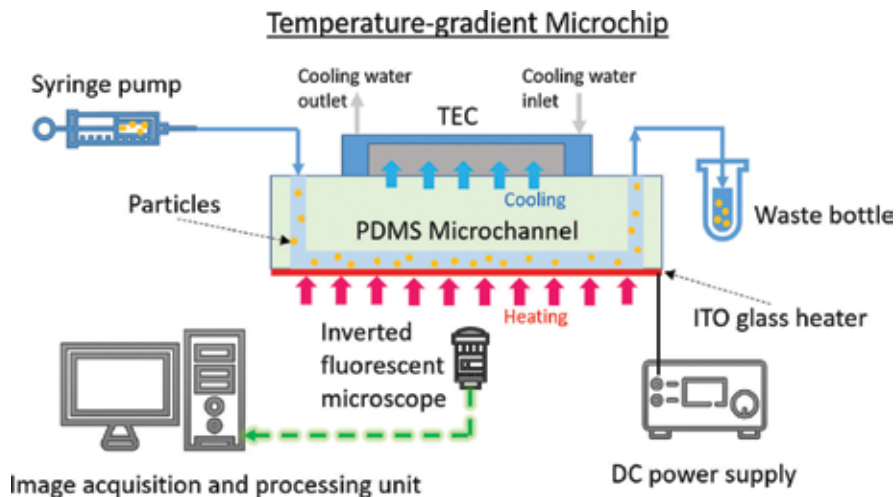 Temperature-gradient Microchip
Syringe pump
Cooling water
outlet
Cooling water
inlet
TEC
Cooling
Particles
PDMS Microchannel
Waste bottle
Heating
ITO glass heater
Inverted
fluorescent
microscope
Image acquisition and processing unit
DC power supply